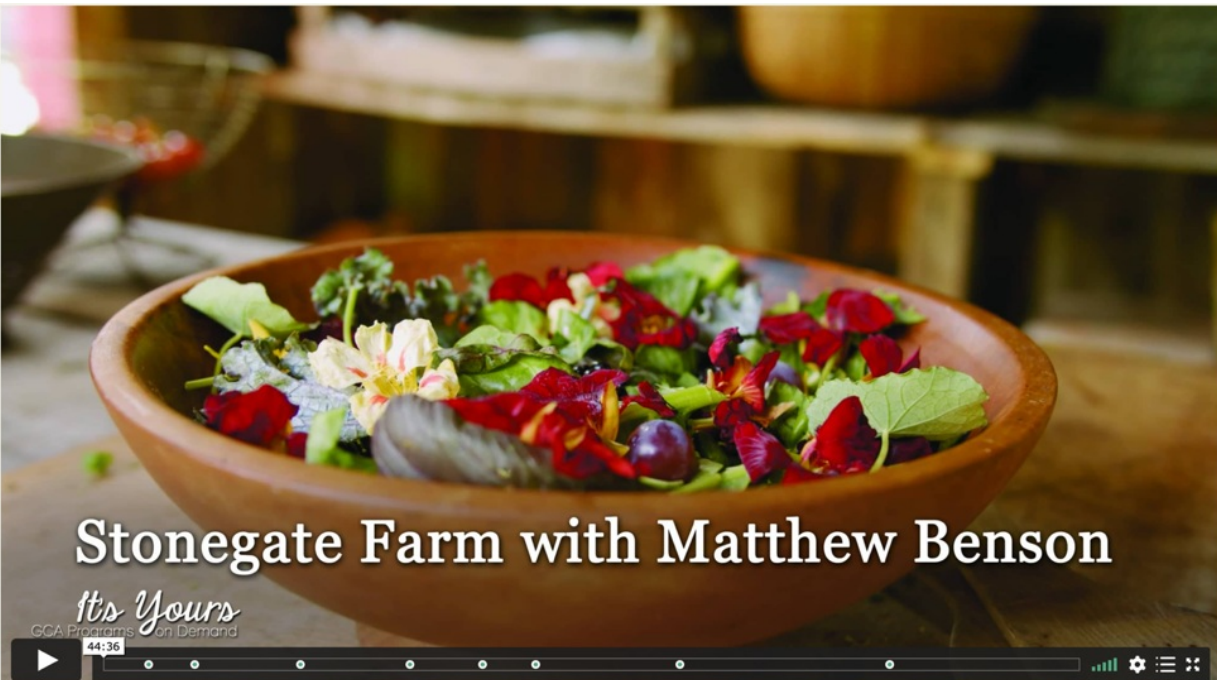 Stonegate Farm with Matthew Benson
It's Yours
GCA Programs on Demand
44:36